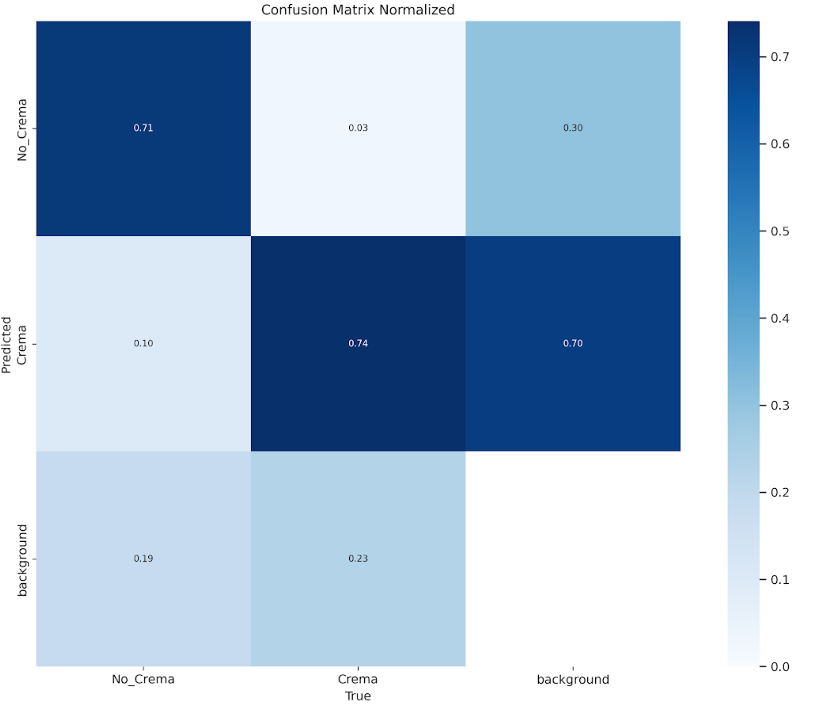 Confusion Matrix Normalized
No_Crema
0.71
0.03
0.30
0.7
0.6
0.5
Predicted
Crema
0.10
0.74
0.70
0.4
0.3
0.2
background
0.19
0.23
0.1
0.0
No_Crema
Crema
background
True